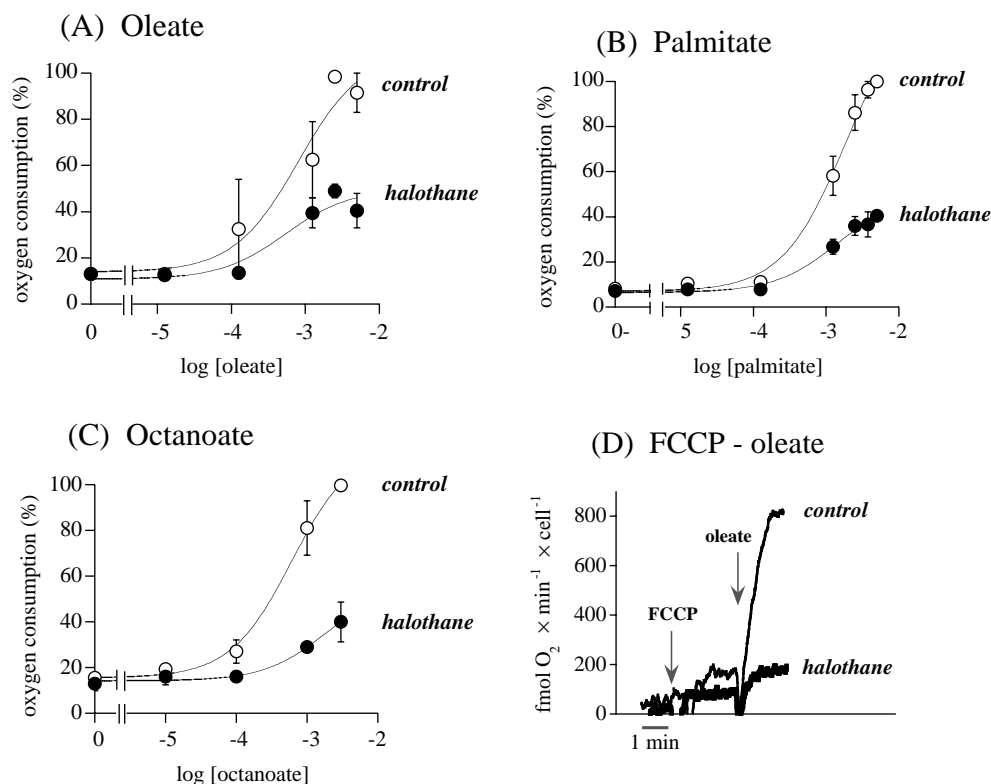 (A) Oleate
100
80
60
40
20
0
oxygen consumption (%)
control
halothane
0 -5 -4 -3 -2
log [oleate]
(B) Palmitate
100
80
60
40
20
0
oxygen consumption (%)
control
halothane
0- 5 -4 -3 -2
log [palmitate]
(C) Octanoate
100
80
60
40
20
0
oxygen consumption (%)
control
halothane
0 -5 -4 -3 -2
log [octanoate]
(D) FCCP - oleate
800
600
400
200
0
fmol O₂ × min⁻¹ × cell⁻¹
control
oleate
FCCP
halothane
1 min